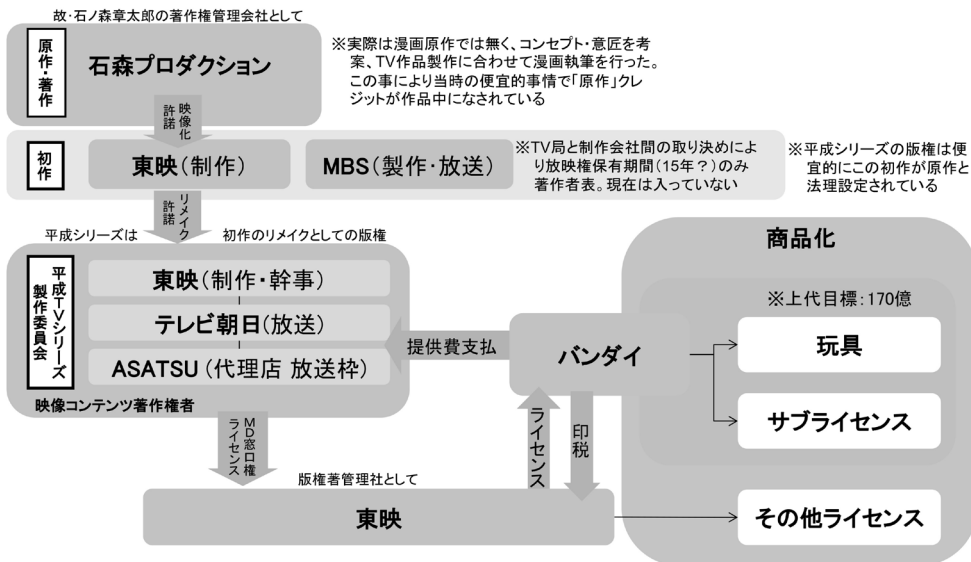 故・石ノ森章太郎の著作権管理会社として
原作・著作
石森プロダクション
※実際は漫画原作では無く、コンセプト・意匠を考
案、TV作品製作に合わせて漫画執筆を行った。
この事により当時の便宜的事情で「原作」クレ
ジットが作品中になされている
映像化
許諾
初作
東映(制作)
MBS(製作・放送)
※TV局と制作会社間の取り決めによ
り放映権保有期間(15年?)のみ
著作者表。現在は入っていない
※平成シリーズの版権は便
宜的にこの初作が原作と
法理設定されている
リメイク
許諾
平成シリーズは
初作のリメイクとしての版権
平成TVシリーズ
製作委員会
東映(制作・幹事)
テレビ朝日(放送)
ASATSU(代理店 放送枠)
映像コンテンツ著作権者
提供費支払
バンダイ
商品化
※上代目標:170億
玩具
サブライセンス
その他ライセンス
ライセンス
印税
MD窓口権
ライセンス
版権著管理社として
東映